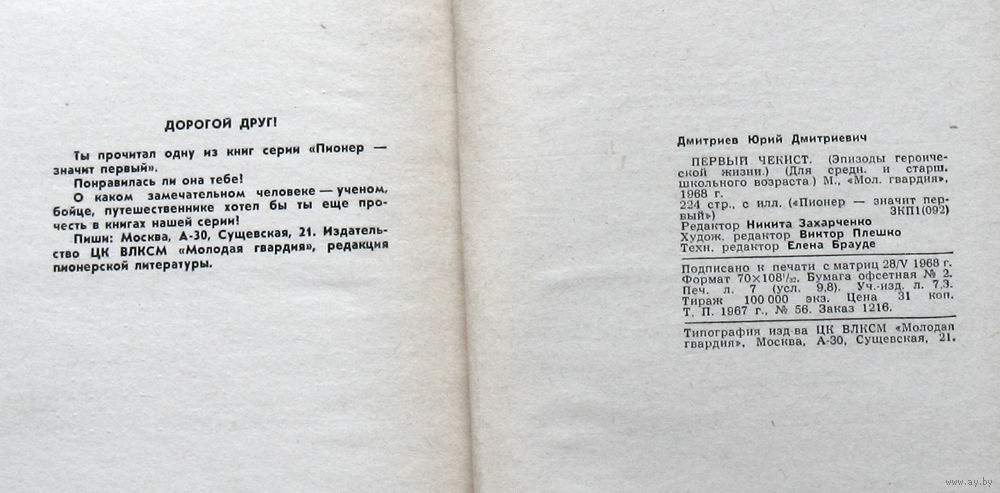 ДОРОГОЙ ДРУГ!
Ты прочитал одну из книг серии «Пионер —
значит первый».
Понравилась ли она тебе!
О каком замечательном человеке — ученом,
бойце, путешественнике хотел бы ты еще про-
честь в книгах нашей серии!
Пиши: Москва, А-30, Сущевская, 21. Издатель-
ство ЦК ВЛКСМ «Молодая гвардия», редакция
пионерской литературы.
Дмитриев Юрий Дмитриевич
ПЕРВЫЙ ЧЕКИСТ. (Эпизоды героиче-
ской жизни.) (Для средн. и старш.
школьного возраста.) М., «Мол. гвардия»,
1968 г.
224 стр., с илл. («Пионер — значит пер-
вый») 3КП1(092)
Редактор Никита Захарченко
Худож. редактор Виктор Плешко
Техн. редактор Елена Брауде
Подписано к печати с матриц 28/V 1968 г.
Формат 70×108¹/₃₂. Бумага офсетная № 2.
Печ. л. 7 (усл. 9,8). Уч.-изд. л. 7,3.
Тираж 100 000 экз. Цена 31 коп.
Т. П. 1967 г., № 56. Заказ 1216.
Типография изд-ва ЦК ВЛКСМ «Молодая
гвардия». Москва, А-30, Сущевская, 21.
www.ay.by